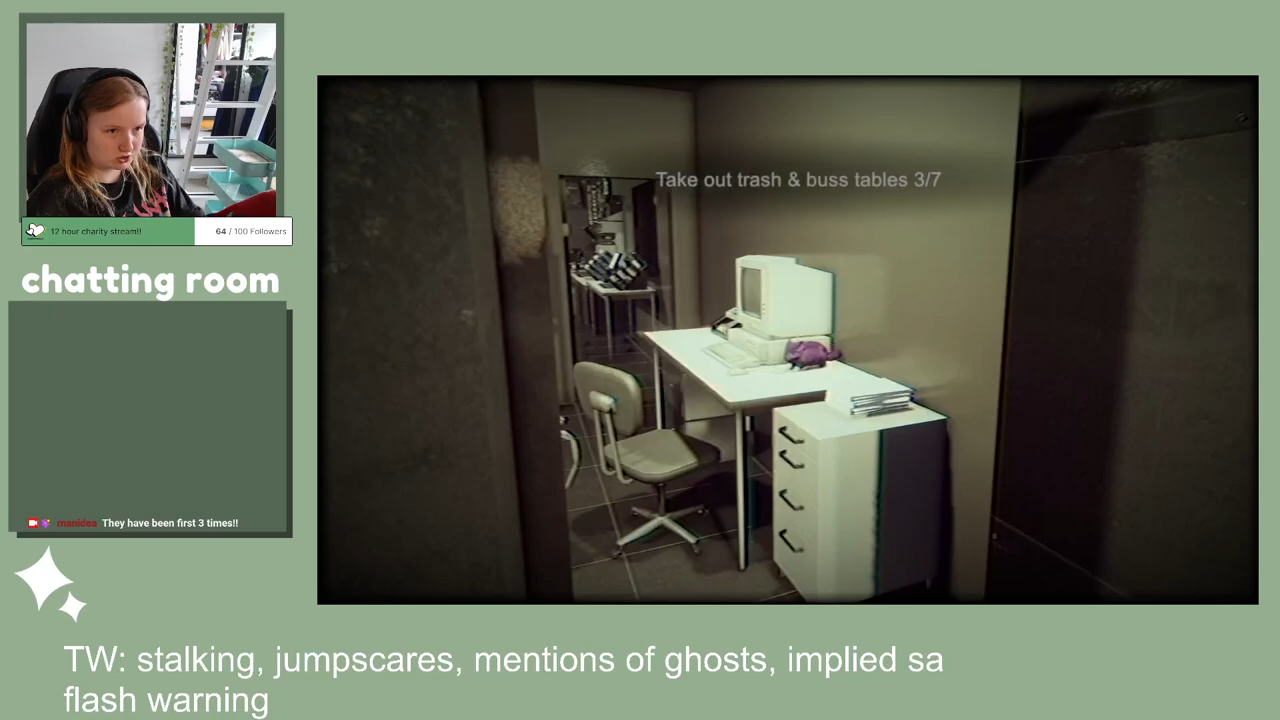 Take out trash & buss tables 3/7
12 hour charity stream!!
64 / 100 Followers
chatting room
manidea They have been first 3 times!!
TW: stalking, jumpscares, mentions of ghosts, implied sa
flash warning